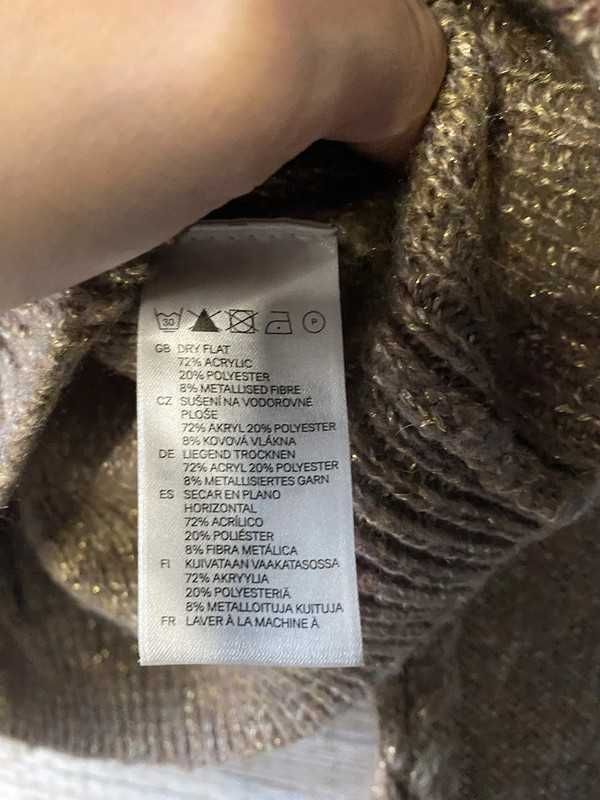 30 P
GB DRY FLAT
72% ACRYLIC
20% POLYESTER
8% METALLISED FIBRE
CZ SUŠENÍ NA VODOROVNÉ
PLOŠE
72% AKRYL 20% POLYESTER
8% KOVOVÁ VLÁKNA
DE LIEGEND TROCKNEN
72% ACRYL 20% POLYESTER
8% METALLISIERTES GARN
ES SECAR EN PLANO
HORIZONTAL
72% ACRÍLICO
20% POLIÉSTER
8% FIBRA METÁLICA
FI KUIVATAAN VAAKATASOSSA
72% AKRYYLIA
20% POLYESTERIÄ
8% METALLOITUJA KUITUJA
FR LAVER À LA MACHINE À